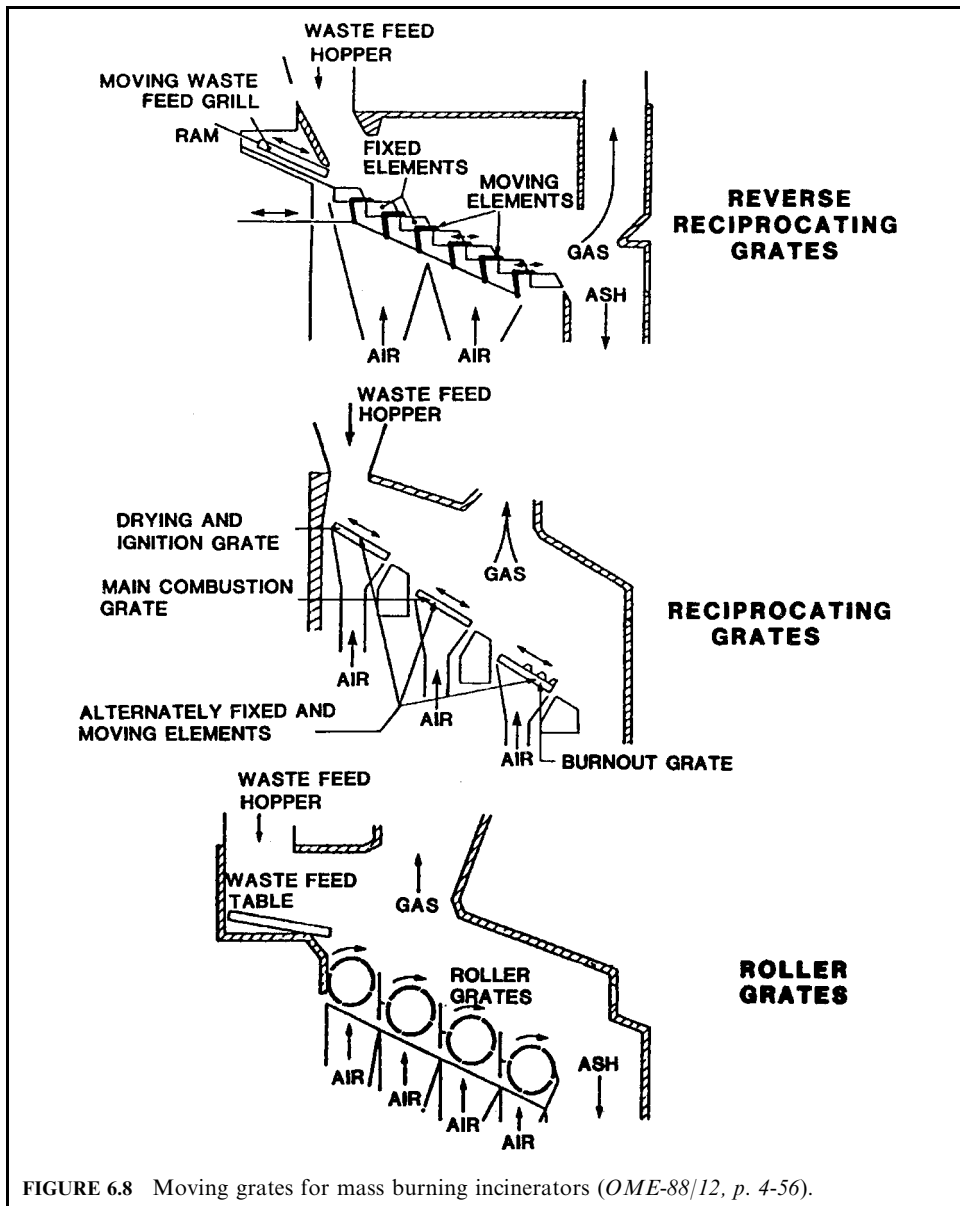 WASTE FEED
HOPPER
MOVING WASTE
FEED GRILL
RAM
FIXED
ELEMENTS
MOVING
ELEMENTS
GAS
ASH
AIR
AIR
REVERSE
RECIPROCATING
GRATES
WASTE FEED
HOPPER
DRYING AND
IGNITION GRATE
MAIN COMBUSTION
GRATE
GAS
AIR
AIR
AIR
ALTERNATELY FIXED AND
MOVING ELEMENTS
BURNOUT GRATE
RECIPROCATING
GRATES
WASTE FEED
HOPPER
WASTE FEED
TABLE
GAS
ROLLER
GRATES
AIR
AIR
AIR
AIR
ASH
ROLLER
GRATES
FIGURE 6.8 Moving grates for mass burning incinerators (OME-88/12, p. 4-56).